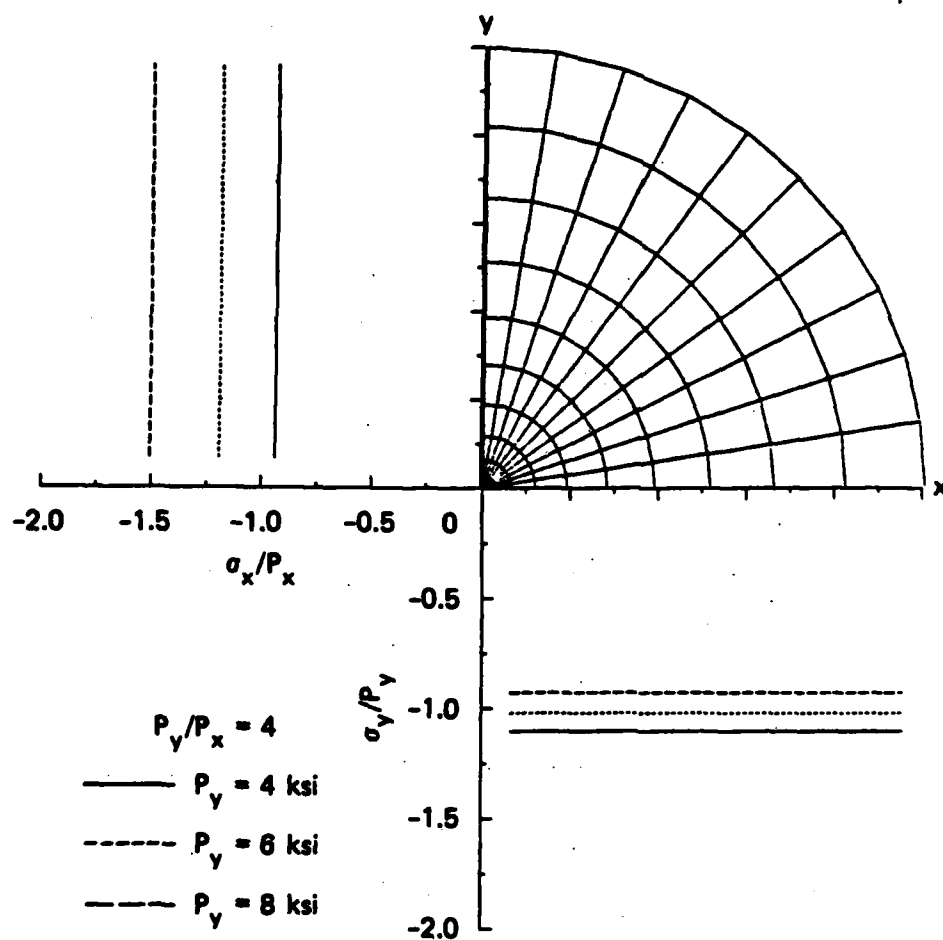 y
x
-2.0 -1.5 -1.0 -0.5 0
σx/Px
-0.5
-1.0
-1.5
-2.0
σy/Py
Py/Px = 4
Py = 4 ksi
Py = 6 ksi
Py = 8 ksi